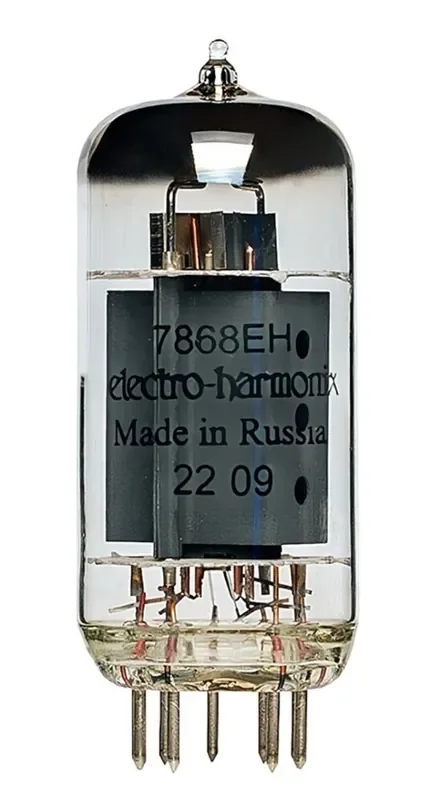 7868EH
electro-harmonix
Made in Russia
22 09